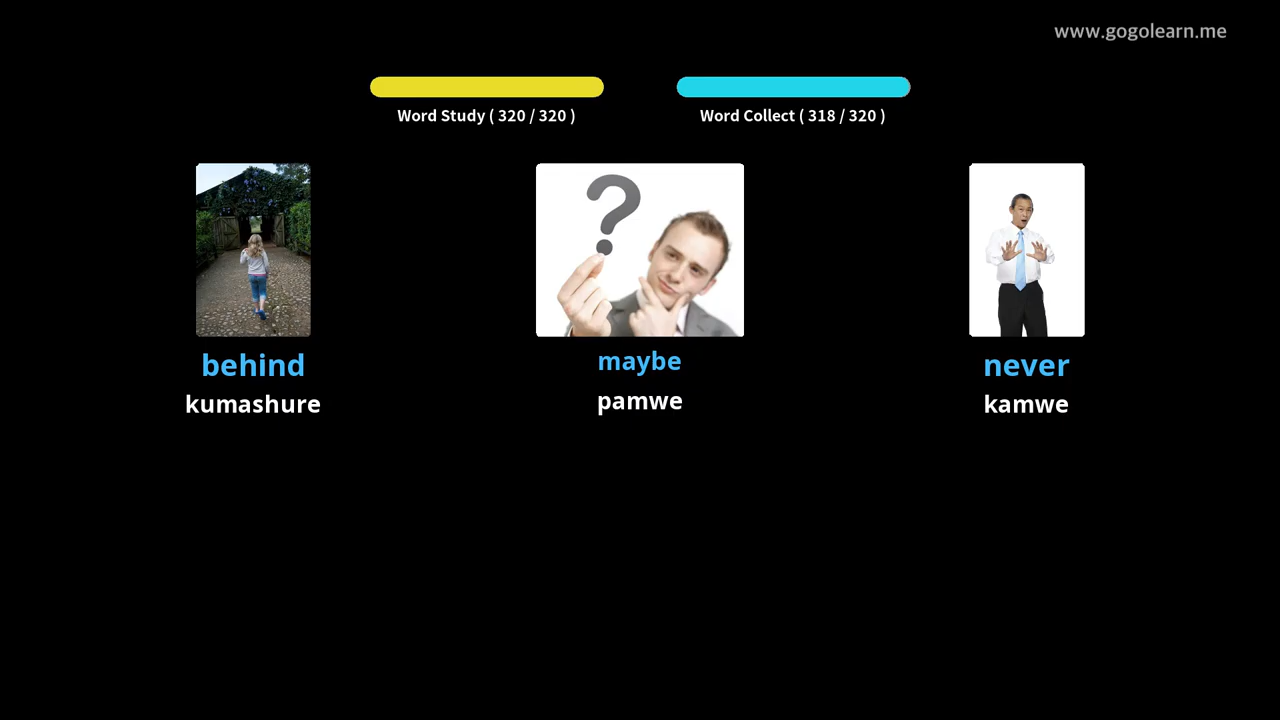 www.gogolearn.me
Word Study ( 320 / 320 )
Word Collect ( 318 / 320 )
behind
kumashure
maybe
pamwe
never
kamwe